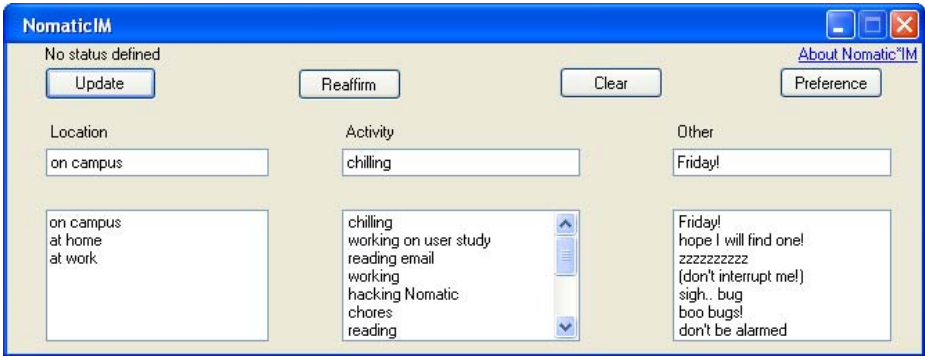 NomaticIM
No status defined
About Nomatic*IM
Update
Reaffirm
Clear
Preference
Location
Activity
Other
on campus
chilling
Friday!
on campus
at home
at work
chilling
working on user study
reading email
working
hacking Nomatic
chores
reading
Friday!
hope I will find one!
zzzzzzzzzz
(don't interrupt me!)
sigh.. bug
boo bugs!
don't be alarmed